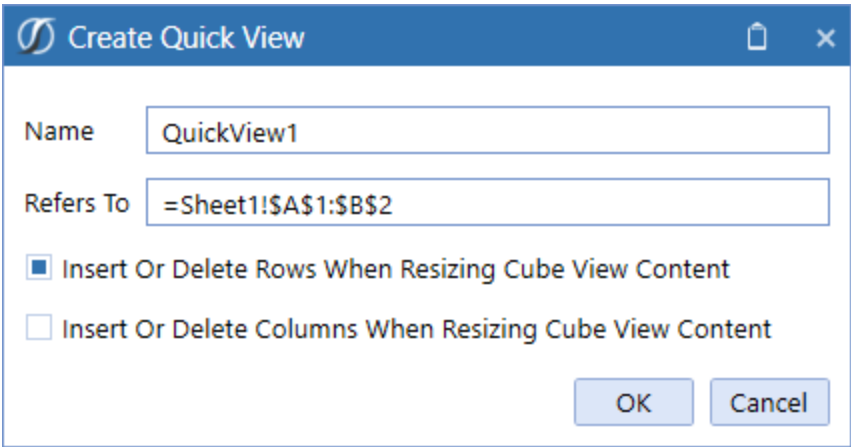 Create Quick View
Name QuickView1
Refers To =Sheet1!$A$1:$B$2
Insert Or Delete Rows When Resizing Cube View Content
Insert Or Delete Columns When Resizing Cube View Content
OK Cancel